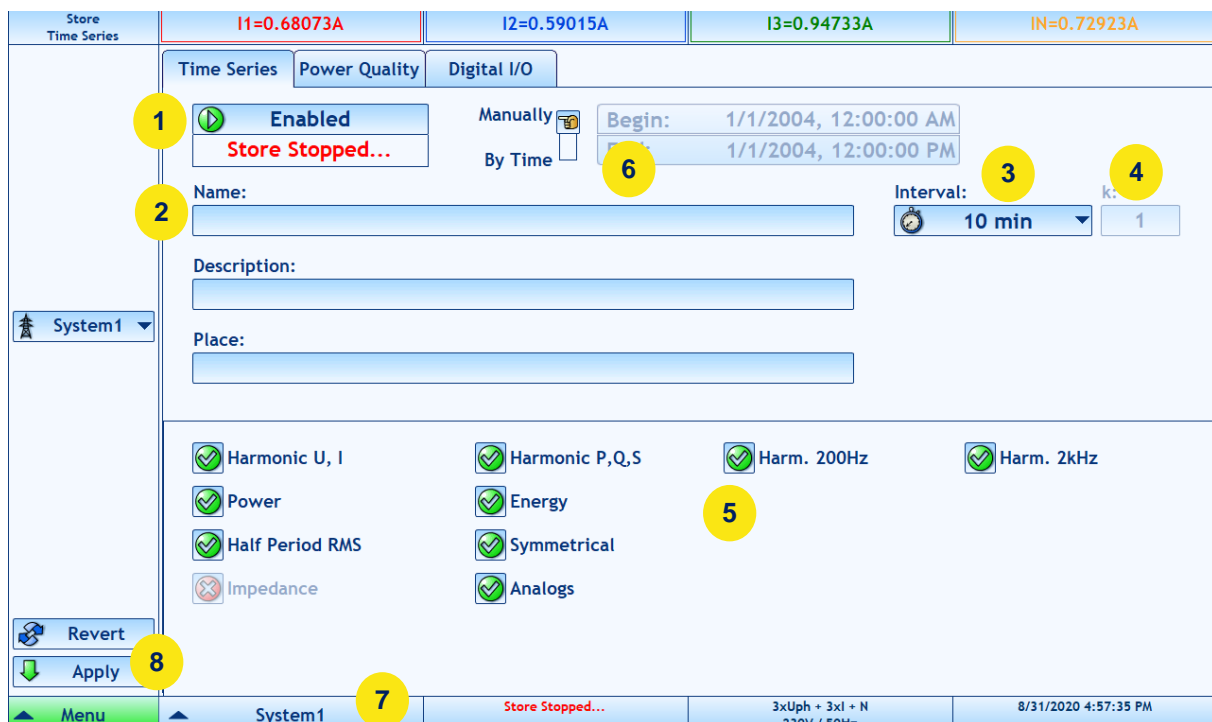 Store
Time Series
I1=0.68073A
I2=0.59015A
I3=0.94733A
IN=0.72923A
Time Series
Power Quality
Digital I/O
1
Enabled
Store Stopped...
Manually
By Time
Begin:
1/1/2004, 12:00:00 AM
1/1/2004, 12:00:00 PM
6
2
Name:
Interval:
3
k:
4
10 min
1
Description:
Place:
System1
Harmonic U, I
Harmonic P,Q,S
Harm. 200Hz
Harm. 2kHz
Power
Energy
5
Half Period RMS
Symmetrical
Impedance
Analogs
Revert
Apply
8
Menu
System1
7
Store Stopped...
3xUph + 3xI + N
230V / 50Hz
8/31/2020 4:57:35 PM